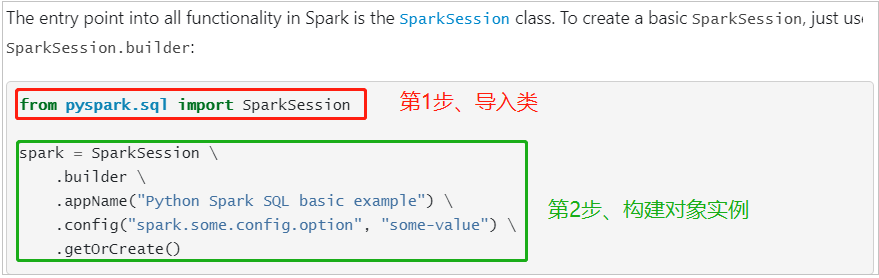 The entry point into all functionality in Spark is the SparkSession class. To create a basic SparkSession, just use
SparkSession.builder:
from pyspark.sql import SparkSession 第1步、导入类
spark = SparkSession \
.builder \
.appName("Python Spark SQL basic example") \
.config("spark.some.config.option", "some-value") \
.getOrCreate()
第2步、构建对象实例